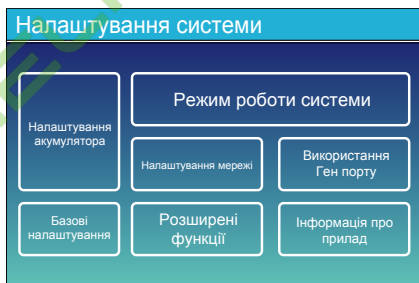 Налаштування системи
Налаштування
акумулятора
Режим роботи системи
Налаштування мережі
Використання
Ген порту
Базові
налаштування
Розширені
функції
Інформація про
прилад